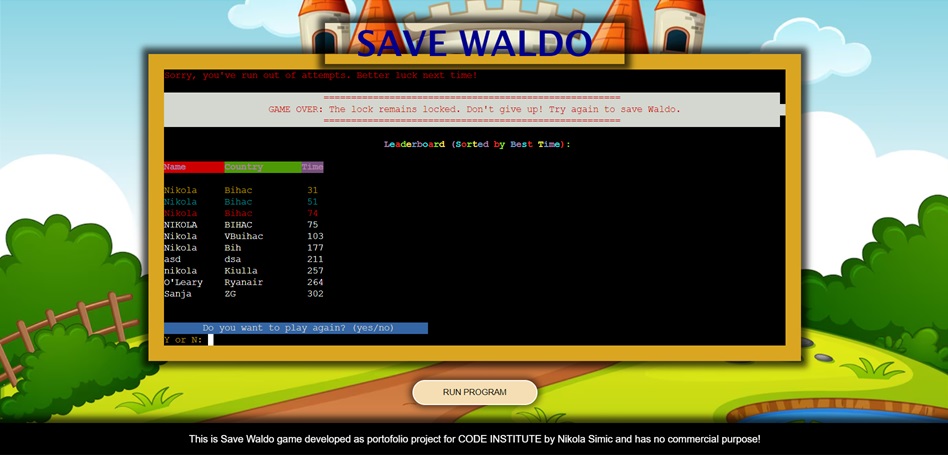 SAVE WALDO
Sorry, you've run out of attempts. Better luck next time!
======================================================
GAME OVER: The lock remains locked. Don't give up! Try again to save Waldo.
======================================================
Leaderboard (Sorted by Best Time):
Name Country Time
Nikola Bihac 31
Nikola Bihac 51
Nikola Bihac 74
NIKOLA BIHAC 75
Nikola VBuihac 103
Nikola Bih 177
asd dsa 211
nikola Kiulla 257
O'Leary Ryanair 264
Sanja ZG 302
Do you want to play again? (yes/no)
Y or N:
RUN PROGRAM
This is Save Waldo game developed as portofolio project for CODE INSTITUTE by Nikola Simic and has no commercial purpose!